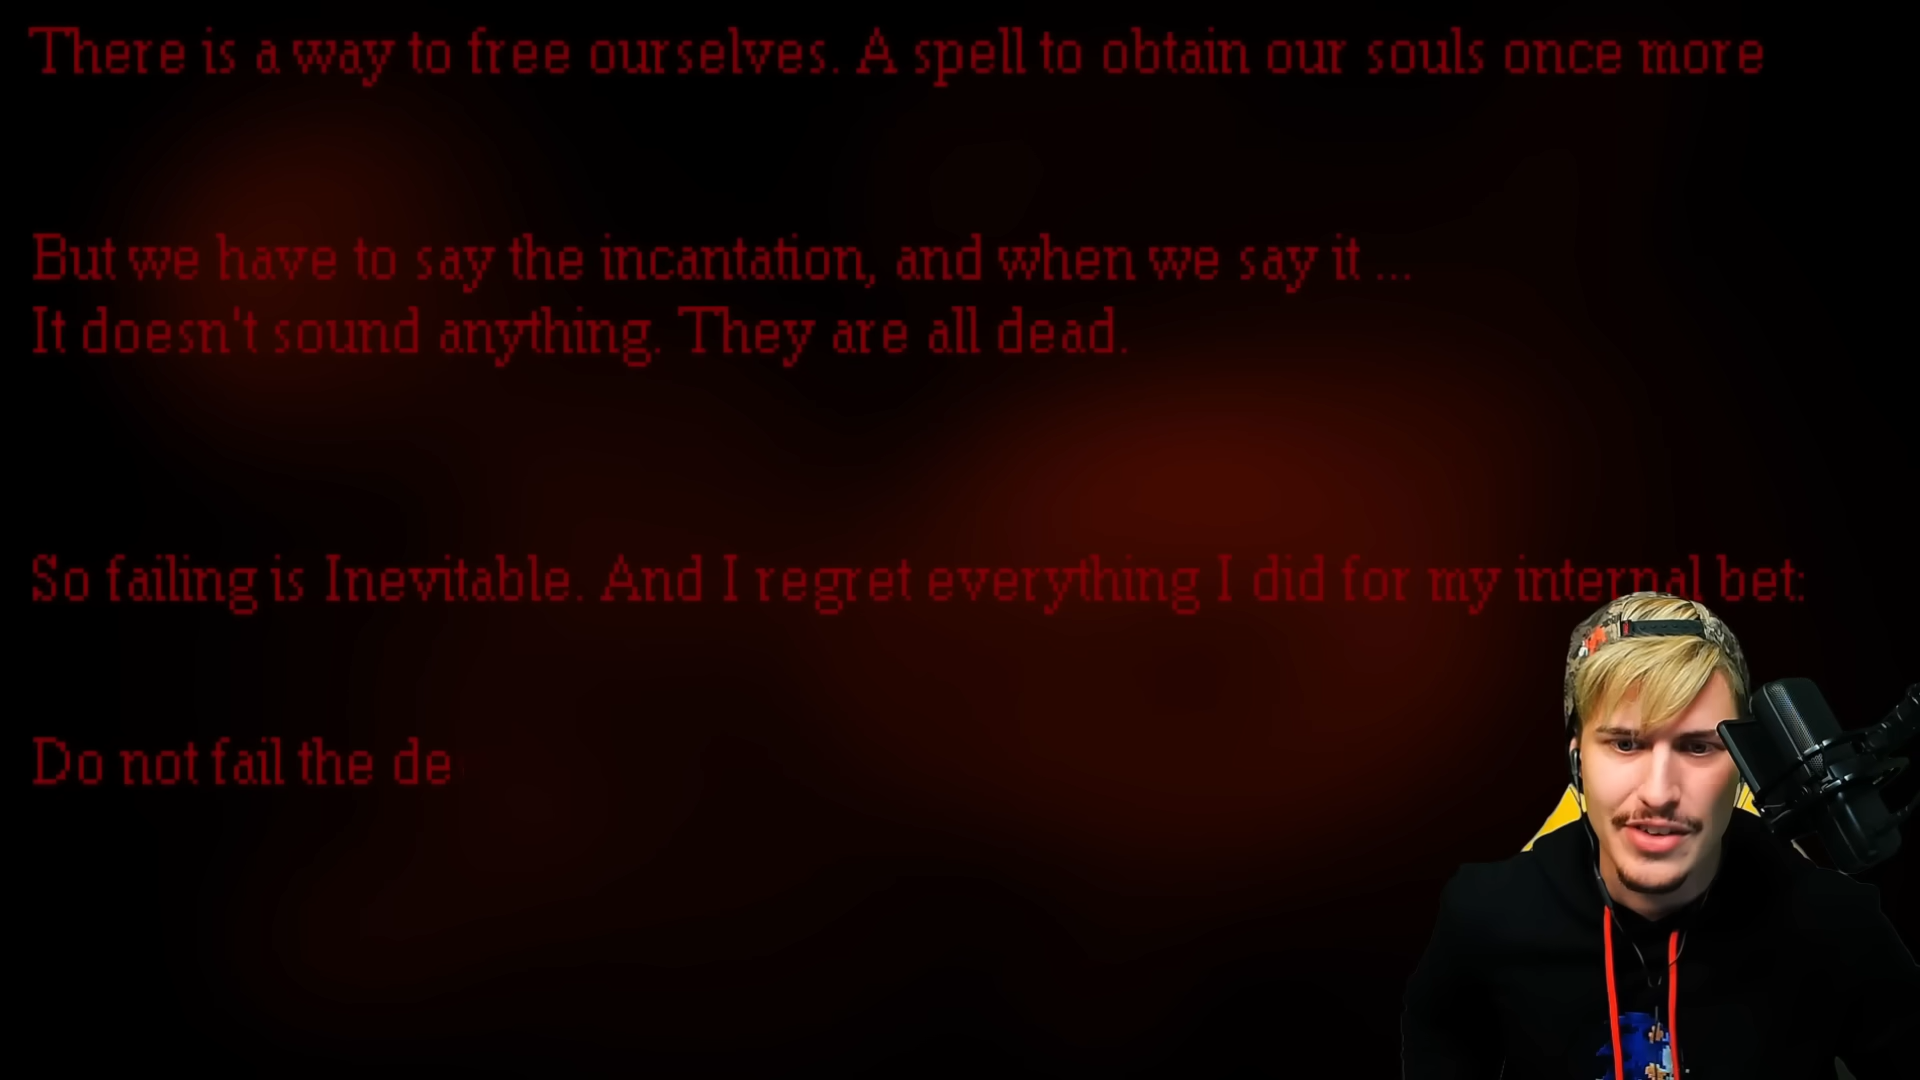 There is a way to free ourselves. A spell to obtain our souls once more
But we have to say the incantation, and when we say it ...
It doesn't sound anything. They are all dead.
So failing is Inevitable. And I regret everything I did for my internal bet:
Do not fail the de